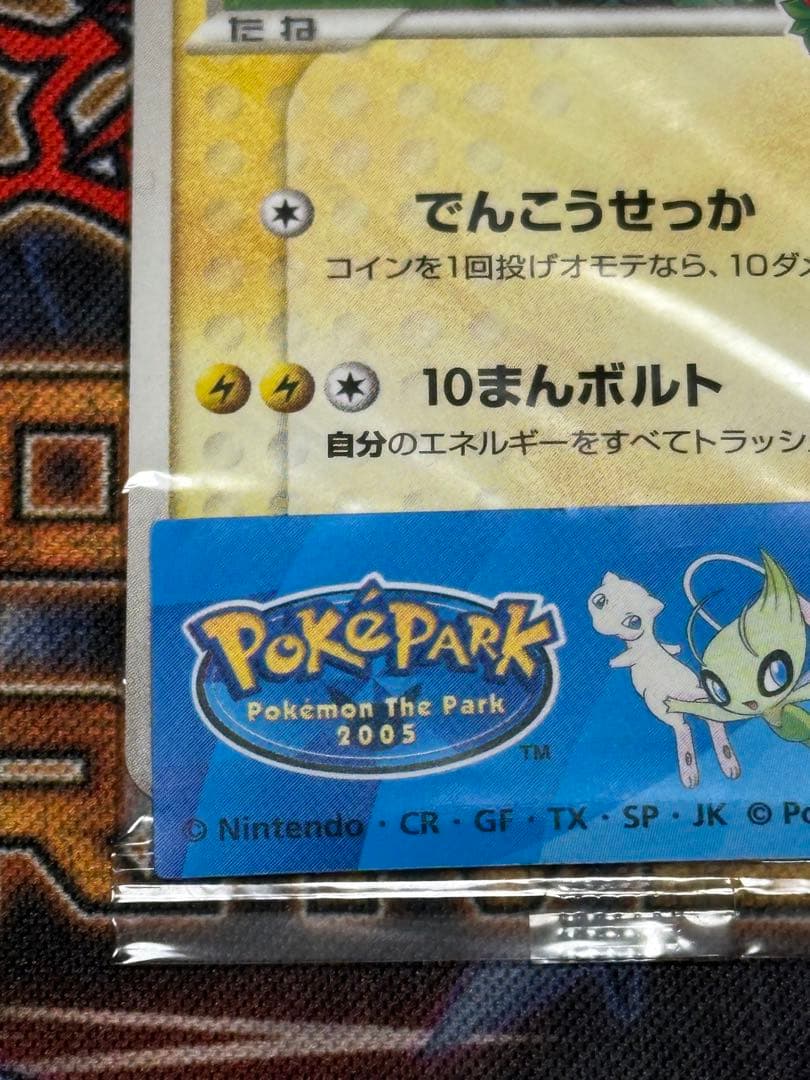 たね
でんこうせっか
コインを1回投げオモテなら、10ダ
10まんボルト
自分のエネルギーをすべてトラッシ
POKÉPARK
Pokémon The Park
2005
TM
© Nintendo・CR・GF・TX・SP・JK © Po